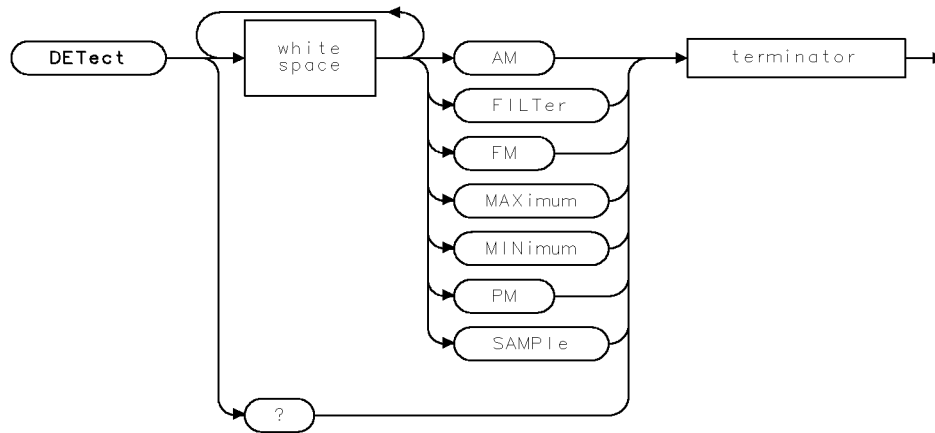 DETect
white
space
AM
FILTer
FM
MAXimum
MINimum
PM
SAMPle
?
terminator